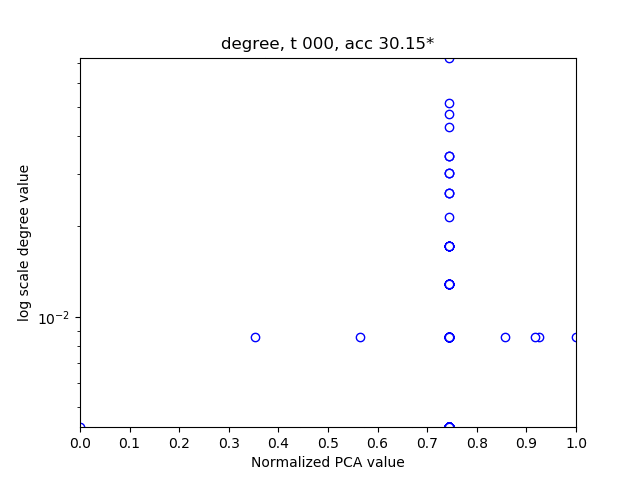 degree, t 000, acc 30.15*
log scale degree value
10⁻²
0.0 0.1 0.2 0.3 0.4 0.5 0.6 0.7 0.8 0.9 1.0
Normalized PCA value